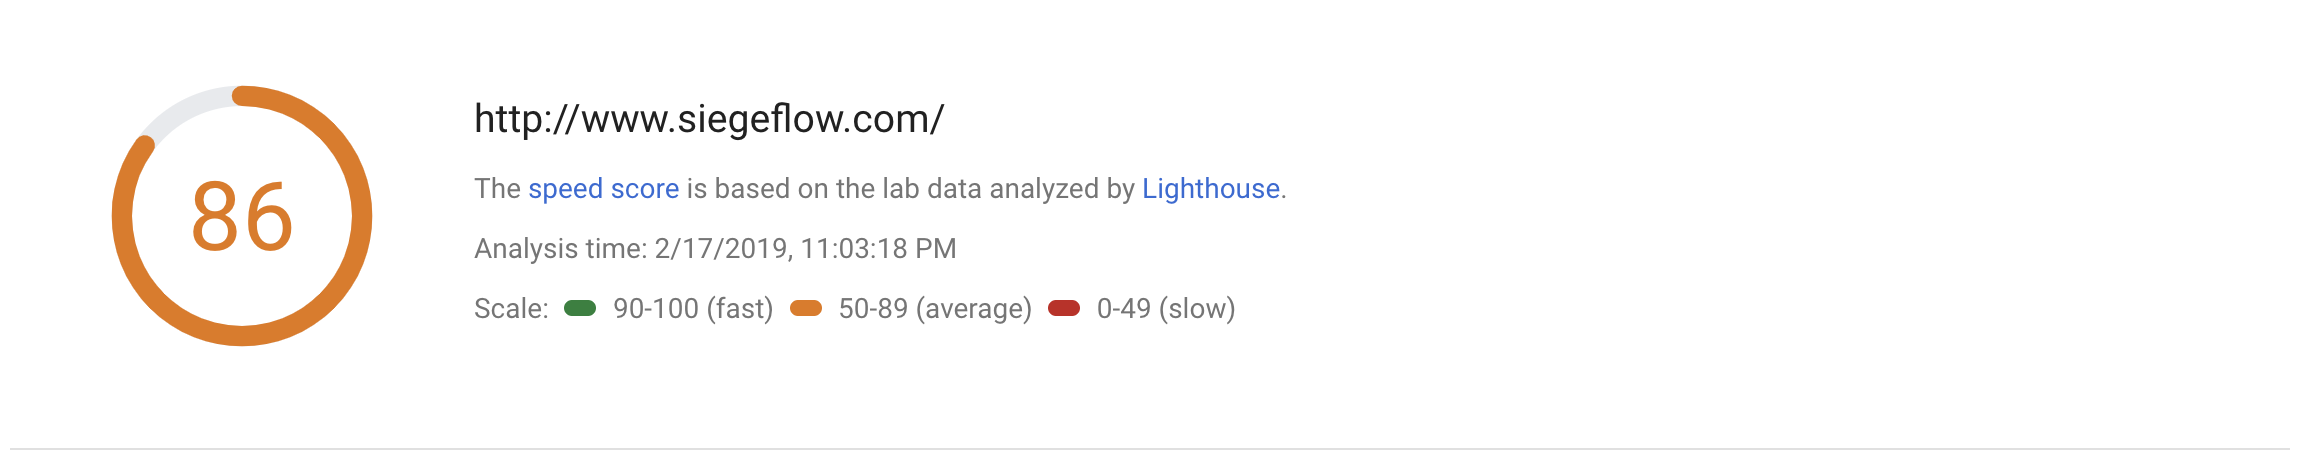 86
http://www.siegeflow.com/
The speed score is based on the lab data analyzed by Lighthouse.
Analysis time: 2/17/2019, 11:03:18 PM
Scale: 90-100 (fast) 50-89 (average) 0-49 (slow)